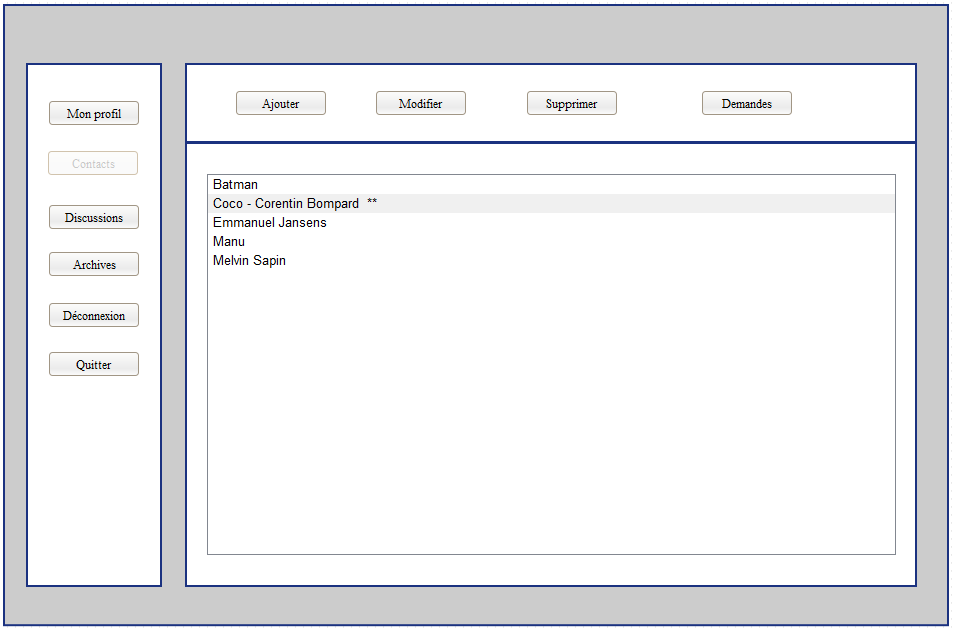 Mon profil
Contacts
Discussions
Archives
Déconnexion
Quitter
Ajouter
Modifier
Supprimer
Demandes
Batman
Coco - Corentin Bompard  **
Emmanuel Jansens
Manu
Melvin Sapin